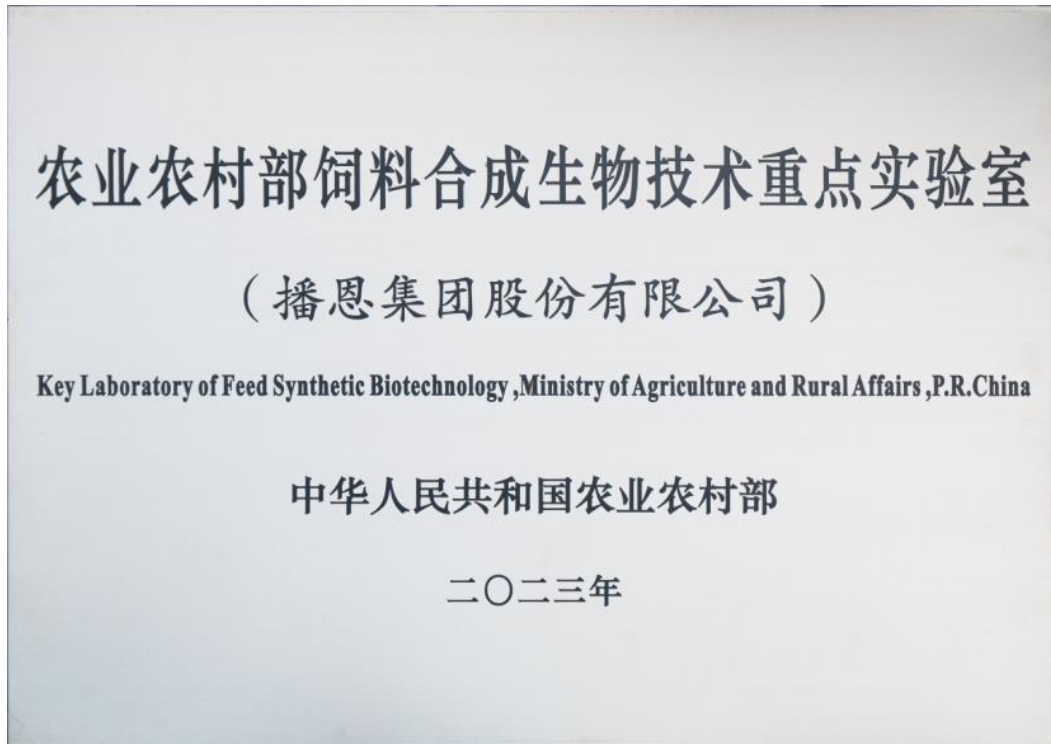 农业农村部饲料合成生物技术重点实验室
（播恩集团股份有限公司）
Key Laboratory of Feed Synthetic Biotechnology ,Ministry of Agriculture and Rural Affairs ,P.R.China
中华人民共和国农业农村部
二〇二三年